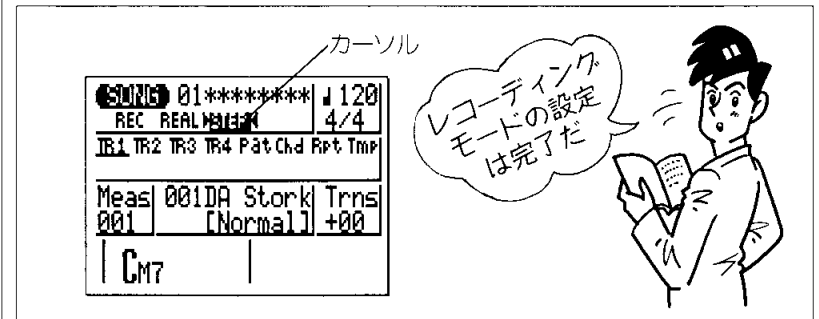 カーソル
SONG 01******** ♩120
REC REAL STEP 4/4
TR1 TR2 TR3 TR4 Pat Chd Rpt Tmp
Meas 001DA Stork Trns
001 [Normal] +00
CM7
レコーディング
モードの設定
は完了だ